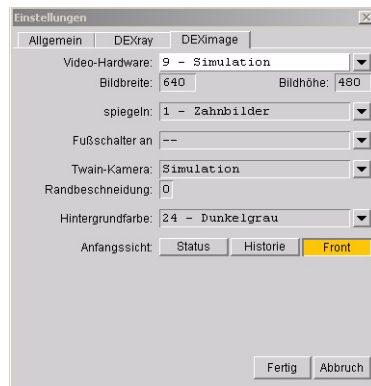 Einstellungen
Allgemein DEXray DEXimage
Video-Hardware: 9 - Simulation
Bildbreite: 640 Bildhöhe: 480
spiegeln: 1 - Zahnbilder
Fußschalter an --
Twain-Kamera: Simulation
Randbeschneidung: 0
Hintergrundfarbe: 24 - Dunkelgrau
Anfangssicht: Status Historie Front
Fertig Abbruch